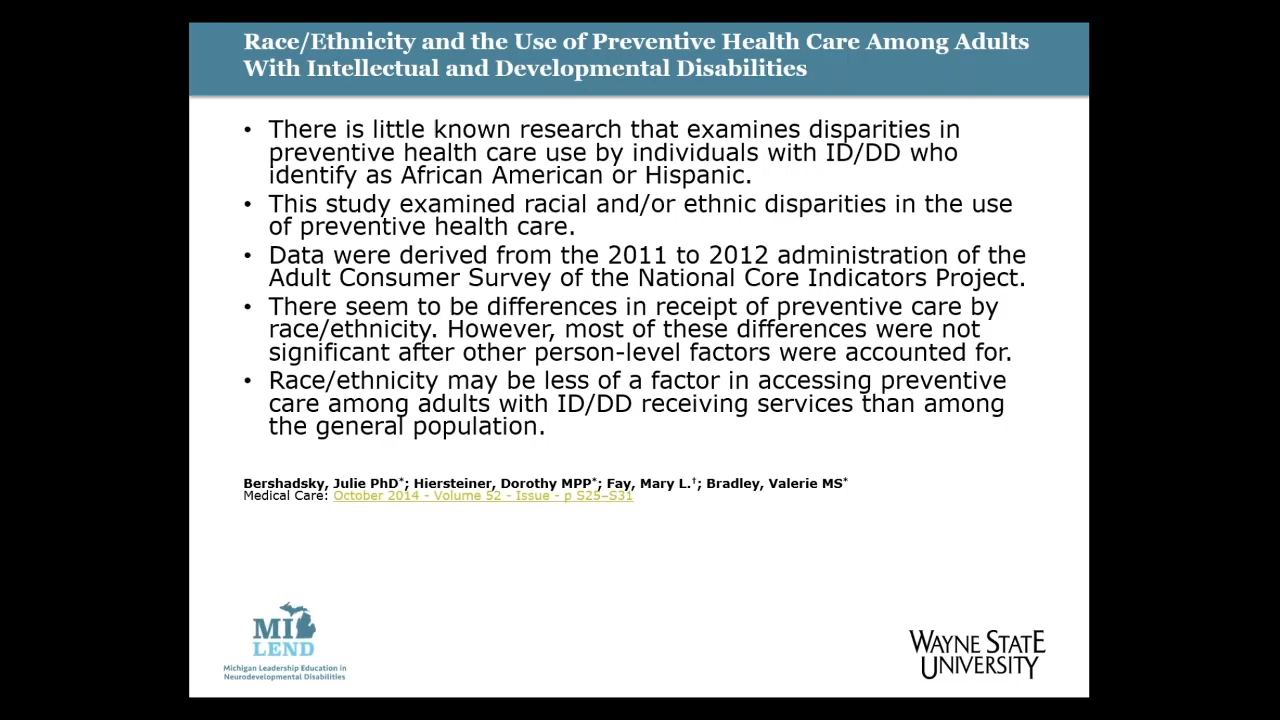 Race/Ethnicity and the Use of Preventive Health Care Among Adults
With Intellectual and Developmental Disabilities
• There is little known research that examines disparities in
preventive health care use by individuals with ID/DD who
identify as African American or Hispanic.
• This study examined racial and/or ethnic disparities in the use
of preventive health care.
• Data were derived from the 2011 to 2012 administration of the
Adult Consumer Survey of the National Core Indicators Project.
• There seem to be differences in receipt of preventive care by
race/ethnicity. However, most of these differences were not
significant after other person-level factors were accounted for.
• Race/ethnicity may be less of a factor in accessing preventive
care among adults with ID/DD receiving services than among
the general population.
Bershadsky, Julie PhD*; Hiersteiner, Dorothy MPP*; Fay, Mary L.†; Bradley, Valerie MS*
Medical Care: October 2014 - Volume 52 - Issue - p S25–S31
MI
LEND
Michigan Leadership Education in
Neurodevelopmental Disabilities
WAYNE STATE
UNIVERSITY